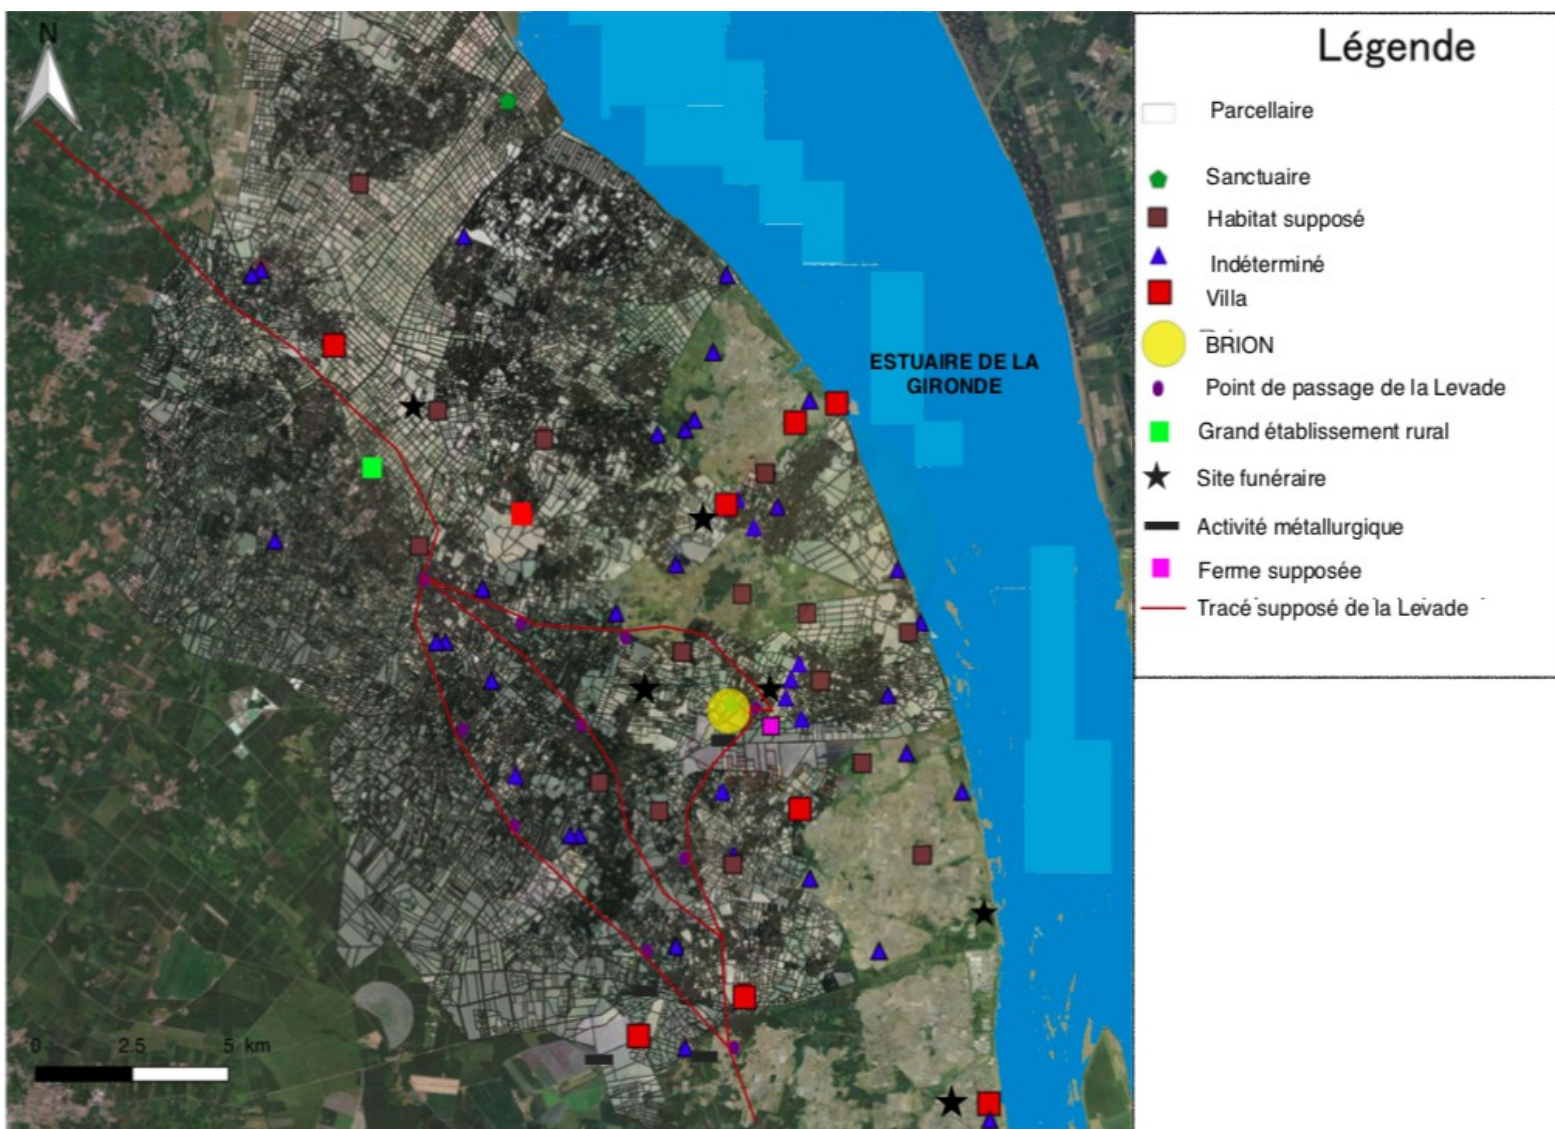 N
ESTUAIRE DE LA
GIRONDE
0 2.5 5 km
Légende
Parcellaire
Sanctuaire
Habitat supposé
Indéterminé
Villa
BRION
Point de passage de la Levade
Grand établissement rural
Site funéraire
Activité métallurgique
Ferme supposée
Tracé supposé de la Levade